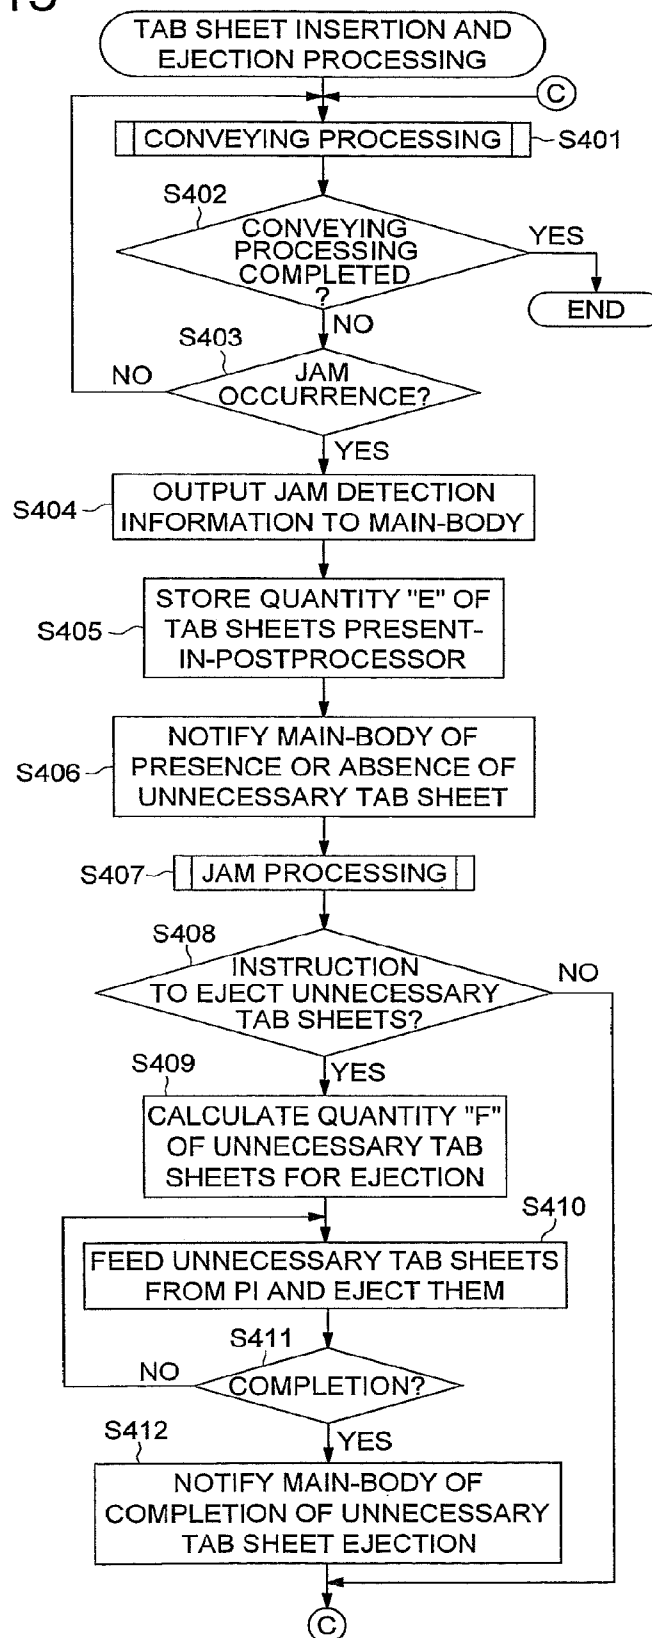 TAB SHEET INSERTION AND
EJECTION PROCESSING
C
CONVEYING PROCESSING
S401
S402
CONVEYING
PROCESSING
COMPLETED
?
YES
END
NO
S403
JAM
OCCURRENCE?
NO
YES
S404
OUTPUT JAM DETECTION
INFORMATION TO MAIN-BODY
S405
STORE QUANTITY "E" OF
TAB SHEETS PRESENT-
IN-POSTPROCESSOR
S406
NOTIFY MAIN-BODY OF
PRESENCE OR ABSENCE OF
UNNECESSARY TAB SHEET
S407
JAM PROCESSING
S408
INSTRUCTION
TO EJECT UNNECESSARY
TAB SHEETS?
NO
YES
S409
CALCULATE QUANTITY "F"
OF UNNECESSARY TAB
SHEETS FOR EJECTION
S410
FEED UNNECESSARY TAB SHEETS
FROM PI AND EJECT THEM
S411
COMPLETION?
NO
YES
S412
NOTIFY MAIN-BODY OF
COMPLETION OF UNNECESSARY
TAB SHEET EJECTION
C